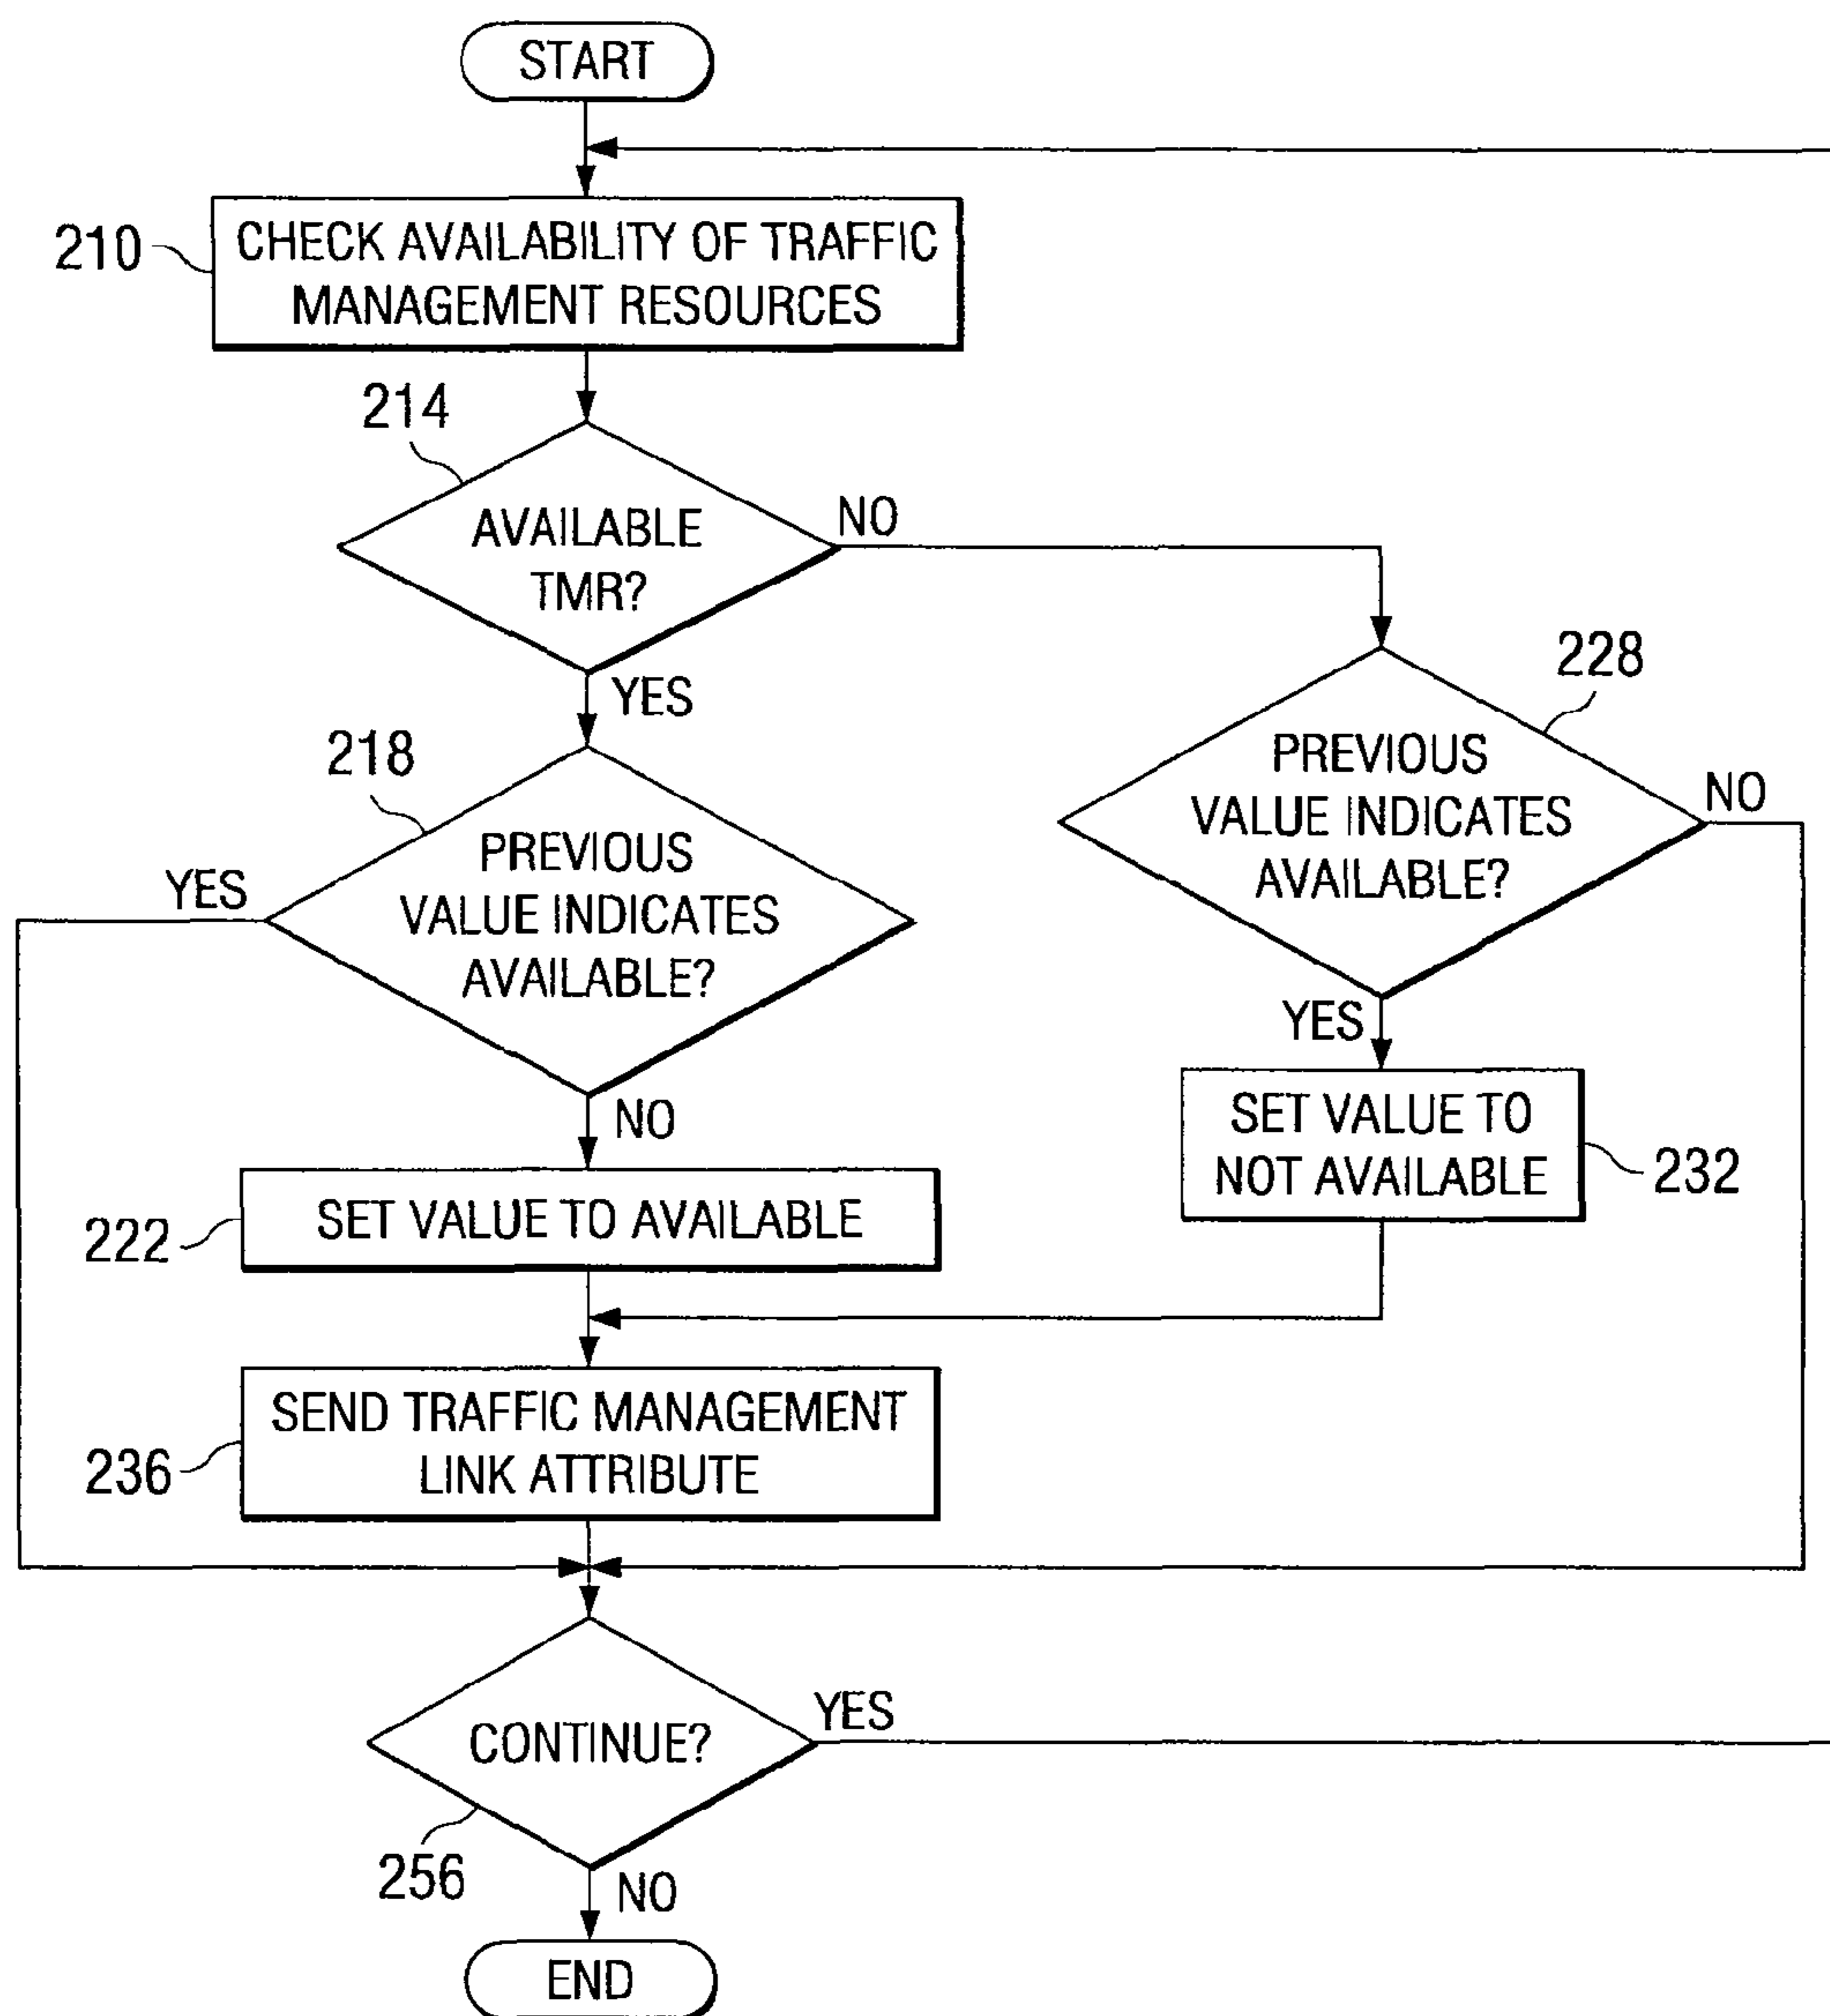 START
210
CHECK AVAILABILITY OF TRAFFIC
MANAGEMENT RESOURCES
214
AVAILABLE
TMR?
NO
YES
228
PREVIOUS
VALUE INDICATES
AVAILABLE?
NO
YES
218
PREVIOUS
VALUE INDICATES
AVAILABLE?
YES
NO
SET VALUE TO
NOT AVAILABLE
232
222
SET VALUE TO AVAILABLE
236
SEND TRAFFIC MANAGEMENT
LINK ATTRIBUTE
CONTINUE?
YES
256
NO
END